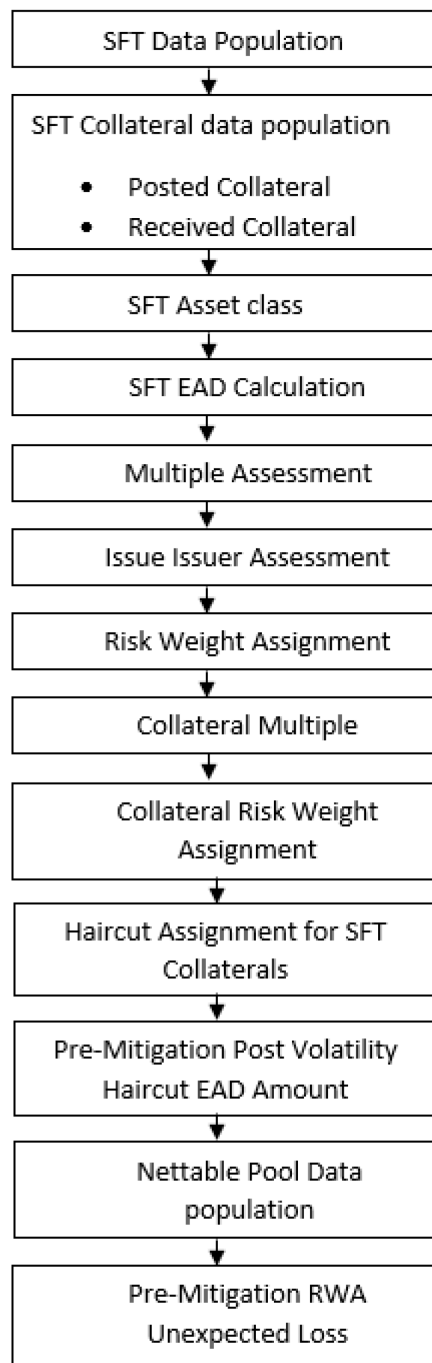 SFT Data Population
SFT Collateral data population
• Posted Collateral
• Received Collateral
SFT Asset class
SFT EAD Calculation
Multiple Assessment
Issue Issuer Assessment
Risk Weight Assignment
Collateral Multiple
Collateral Risk Weight
Assignment
Haircut Assignment for SFT
Collaterals
Pre-Mitigation Post Volatility
Haircut EAD Amount
Nettable Pool Data
population
Pre-Mitigation RWA
Unexpected Loss